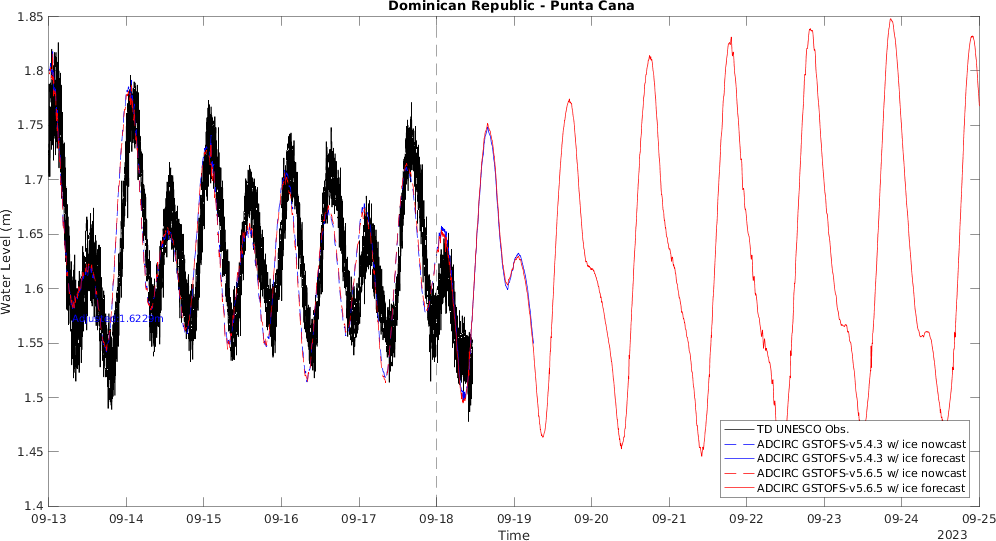 Dominican Republic - Punta Cana
Water Level (m)
1.85
1.8
1.75
1.7
1.65
1.6
1.55
1.5
1.45
1.4
1.622
TD UNESCO Obs.
ADCIRC GSTOFS-v5.4.3 w/ ice nowcast
ADCIRC GSTOFS-v5.4.3 w/ ice forecast
ADCIRC GSTOFS-v5.6.5 w/ ice nowcast
ADCIRC GSTOFS-v5.6.5 w/ ice forecast
09-13 09-14 09-15 09-16 09-17 09-18 09-19 09-20 09-21 09-22 09-23 09-24 09-25
Time
2023